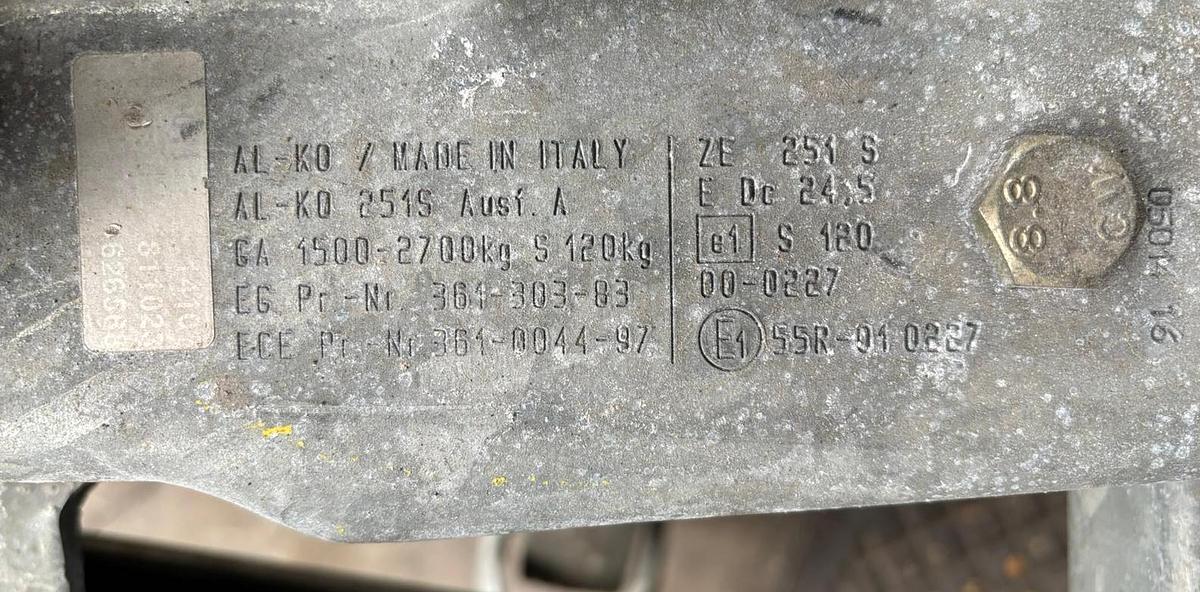 AL-KO / MADE IN ITALY
AL-KO 251S Ausf. A
GA 1500-2700kg S 120kg
EG Pr.-Nr. 361-303-83
ECE Pr.-Nr 361-0044-97
ZE 251 S
E Dc 24,5
e1 S 120
00-0227
E1 55R-01 0227
8.8
05014 16